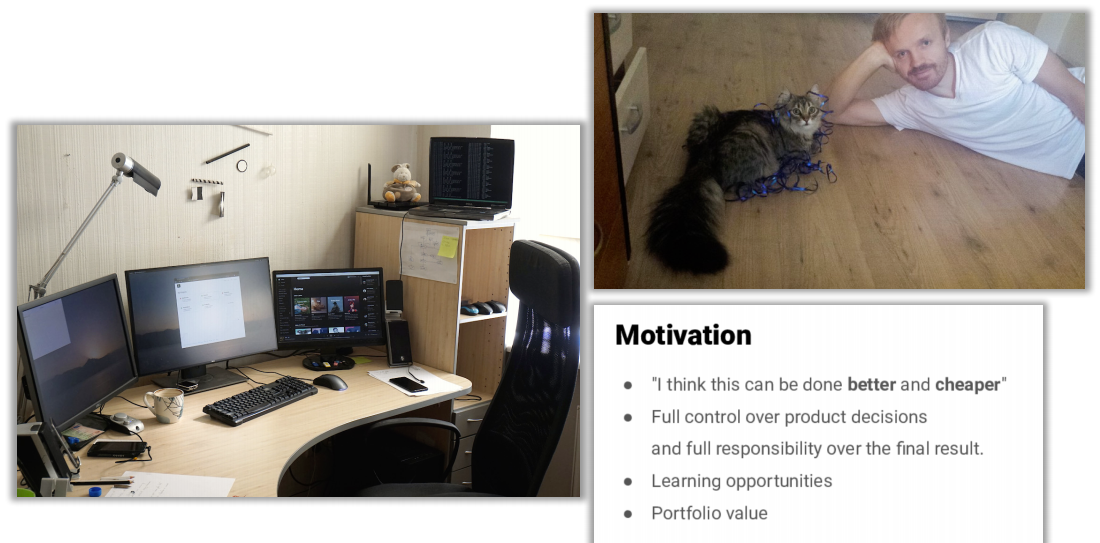 Motivation
● "I think this can be done better and cheaper"
● Full control over product decisions
and full responsibility over the final result.
● Learning opportunities
● Portfolio value